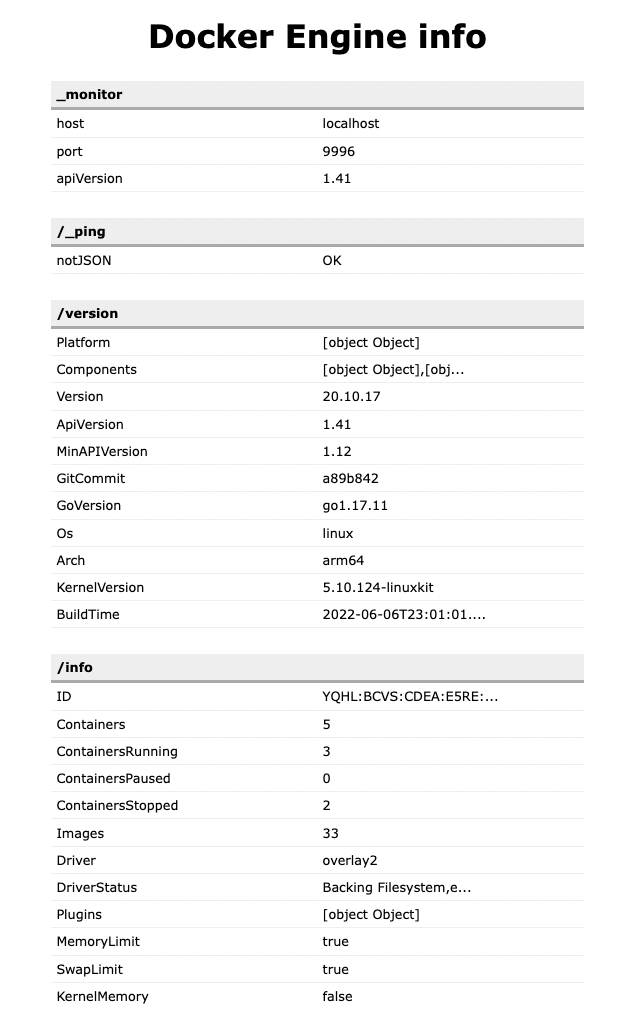 Docker Engine info
_monitor
host localhost
port 9996
apiVersion 1.41
/_ping
notJSON OK
/version
Platform [object Object]
Components [object Object],[obj...
Version 20.10.17
ApiVersion 1.41
MinAPIVersion 1.12
GitCommit a89b842
GoVersion go1.17.11
Os linux
Arch arm64
KernelVersion 5.10.124-linuxkit
BuildTime 2022-06-06T23:01:01....
/info
ID YQHL:BCVS:CDEA:E5RE:...
Containers 5
ContainersRunning 3
ContainersPaused 0
ContainersStopped 2
Images 33
Driver overlay2
DriverStatus Backing Filesystem,e...
Plugins [object Object]
MemoryLimit true
SwapLimit true
KernelMemory false